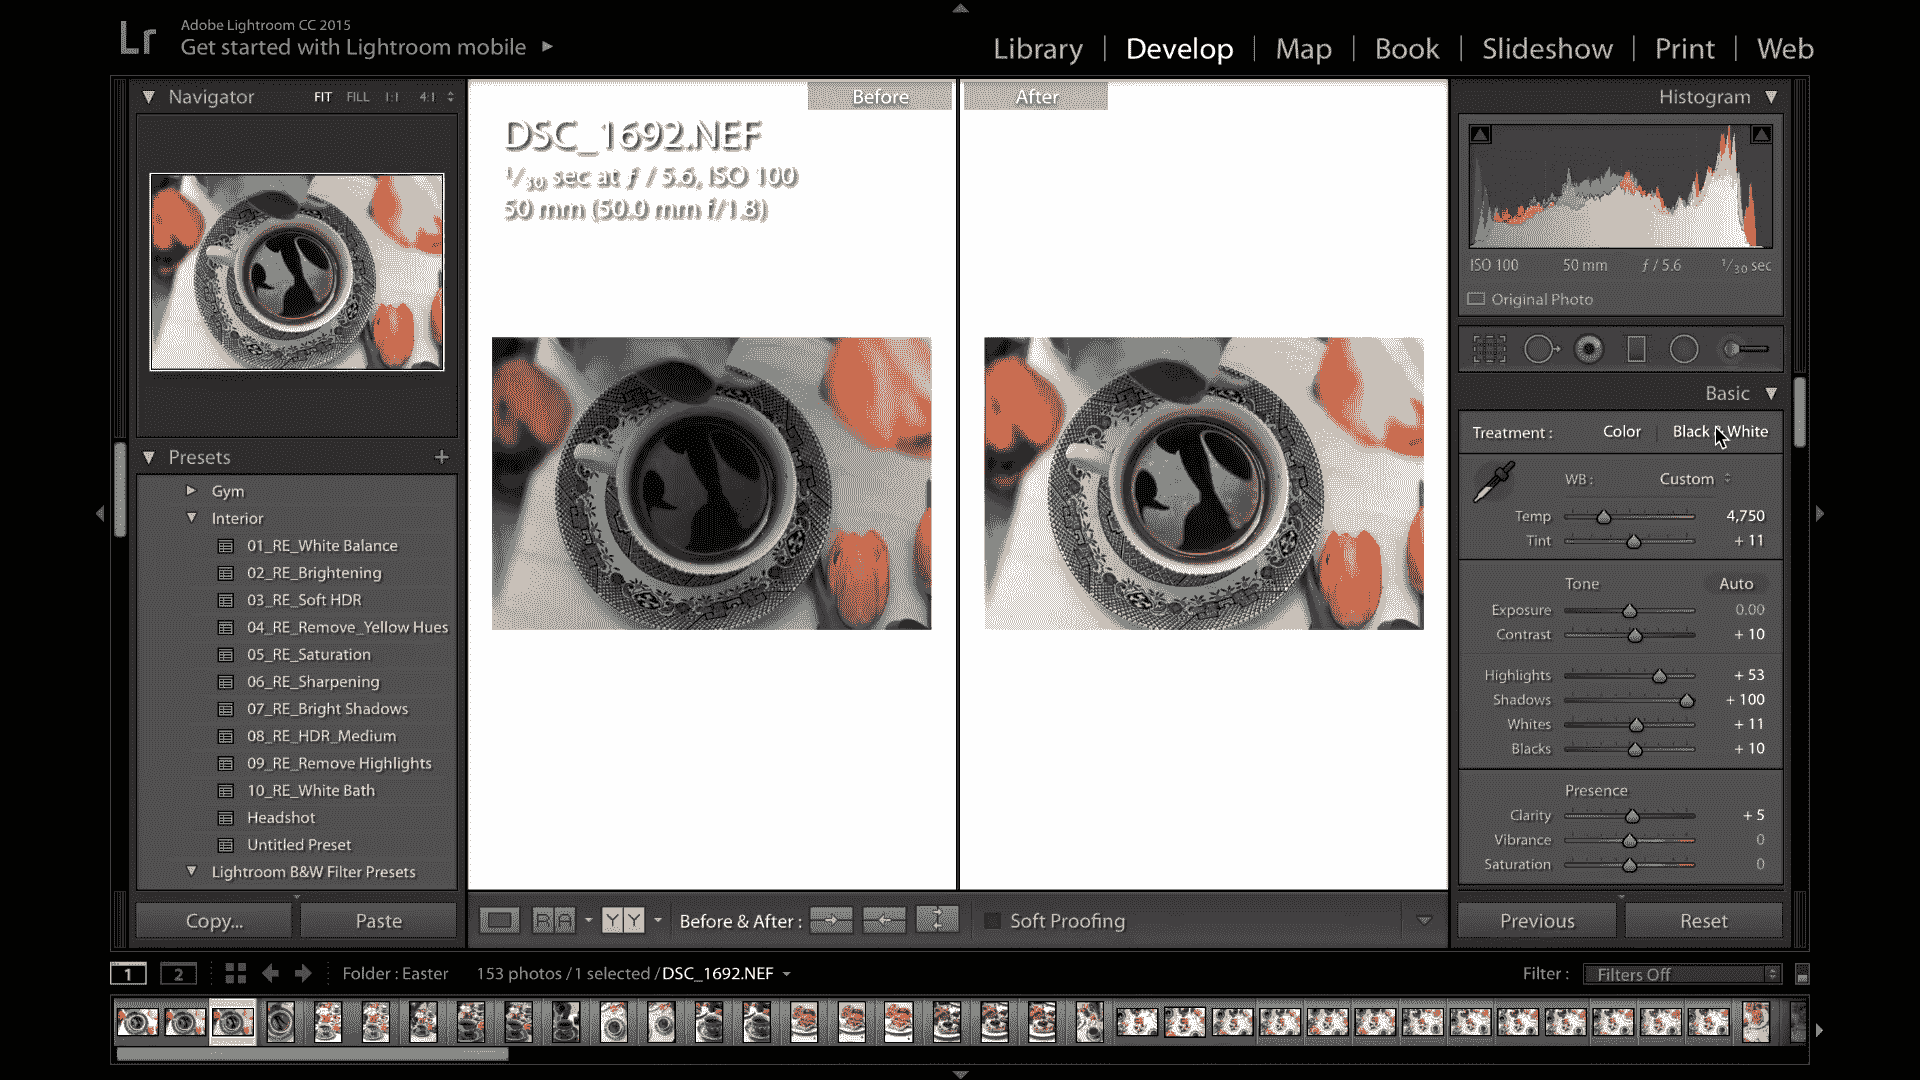 Lr
Adobe Lightroom CC 2015
Get started with Lightroom mobile
Library | Develop | Map | Book | Slideshow | Print | Web
Navigator FIT FILL 1:1 4:1
Presets +
Gym
Interior
01_RE_White Balance
02_RE_Brightening
03_RE_Soft HDR
04_RE_Remove_Yellow Hues
05_RE_Saturation
06_RE_Sharpening
07_RE_Bright Shadows
08_RE_HDR_Medium
09_RE_Remove Highlights
10_RE_White Bath
Headshot
Untitled Preset
Lightroom B&W Filter Presets
Copy... Paste
Before After
DSC_1692.NEF
1/30 sec at ƒ / 5.6, ISO 100
50 mm (50.0 mm f/1.8)
R A Y Y Before & After : Soft Proofing
Histogram
ISO 100 50 mm ƒ / 5.6 1/30 sec
Original Photo
Basic
Treatment : Color | Black & White
WB : Custom
Temp 4,750
Tint + 11
Tone Auto
Exposure 0.00
Contrast + 10
Highlights + 53
Shadows + 100
Whites + 11
Blacks + 10
Presence
Clarity + 5
Vibrance 0
Saturation 0
Previous Reset
1 2 Folder : Easter 153 photos / 1 selected / DSC_1692.NEF Filter : Filters Off